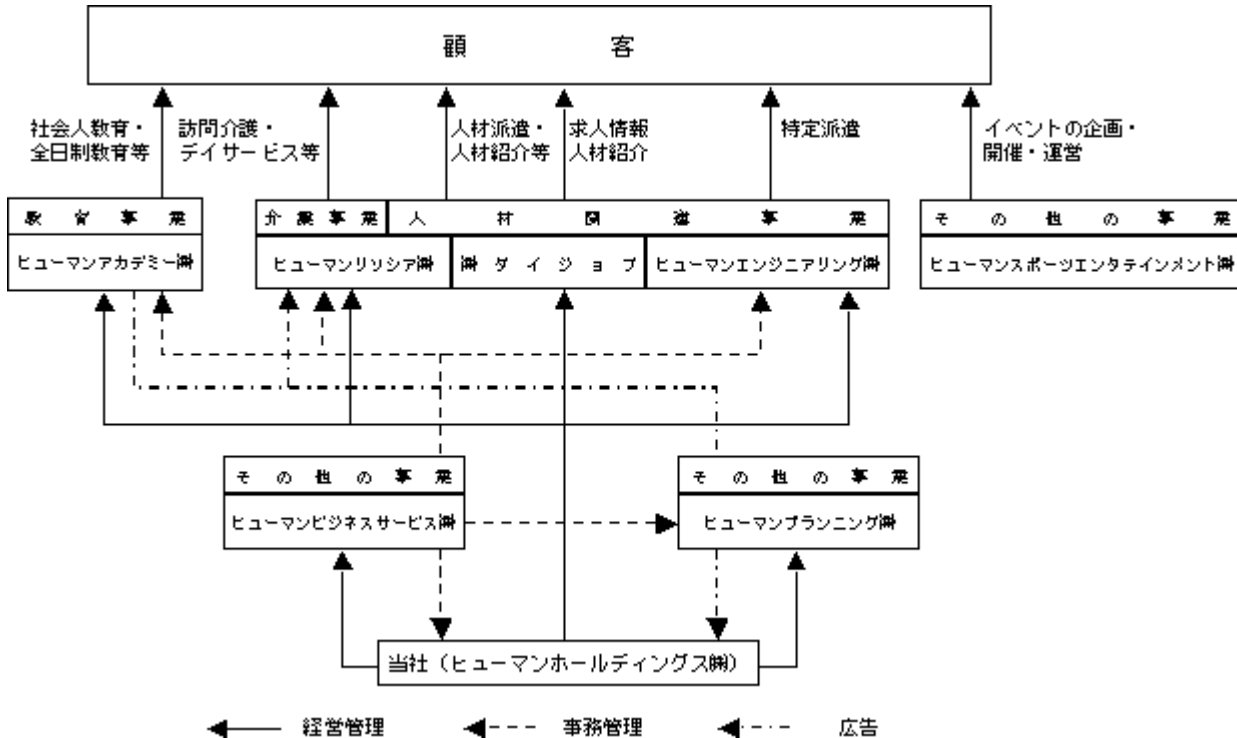 顧客
社会人教育・
全日制教育等
訪問介護・
デイサービス等
人材派遣・
人材紹介等
求人情報
人材紹介
特定派遣
イベントの企画・
開催・運営
教育事業
介護事業
人材関連事業
その他の事業
ヒューマンアカデミー㈱
ヒューマンリソシア㈱
㈱ダイジョブ
ヒューマンエンジニアリング㈱
ヒューマンスポーツエンタテインメント㈱
その他の事業
その他の事業
ヒューマンビジネスサービス㈱
ヒューマンプランニング㈱
当社（ヒューマンホールディングス㈱）
経営管理
事務管理
広告